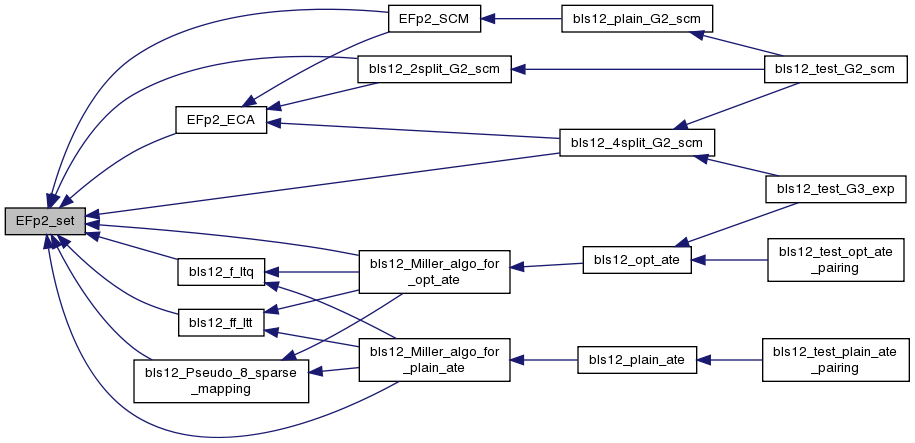 EFp2_SCM
bls12_plain_G2_scm
bls12_2split_G2_scm
bls12_test_G2_scm
EFp2_ECA
bls12_4split_G2_scm
bls12_test_G3_exp
EFp2_set
bls12_f_ltq
bls12_Miller_algo_for
_opt_ate
bls12_opt_ate
bls12_test_opt_ate
_pairing
bls12_ff_ltt
bls12_Pseudo_8_sparse
_mapping
bls12_Miller_algo_for
_plain_ate
bls12_plain_ate
bls12_test_plain_ate
_pairing